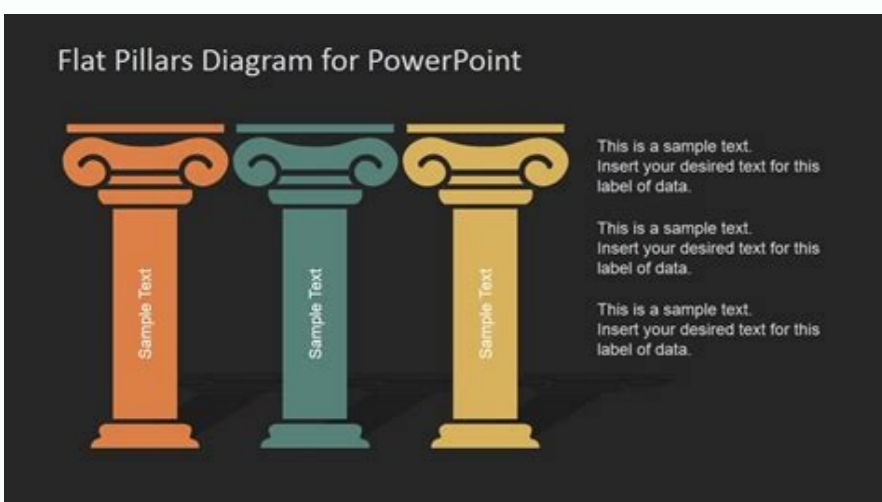 Flat Pillars Diagram for PowerPoint
Sample Text
Sample Text
Sample Text
This is a sample text.
Insert your desired text for this
label of data.
This is a sample text.
Insert your desired text for this
label of data.
This is a sample text.
Insert your desired text for this
label of data.